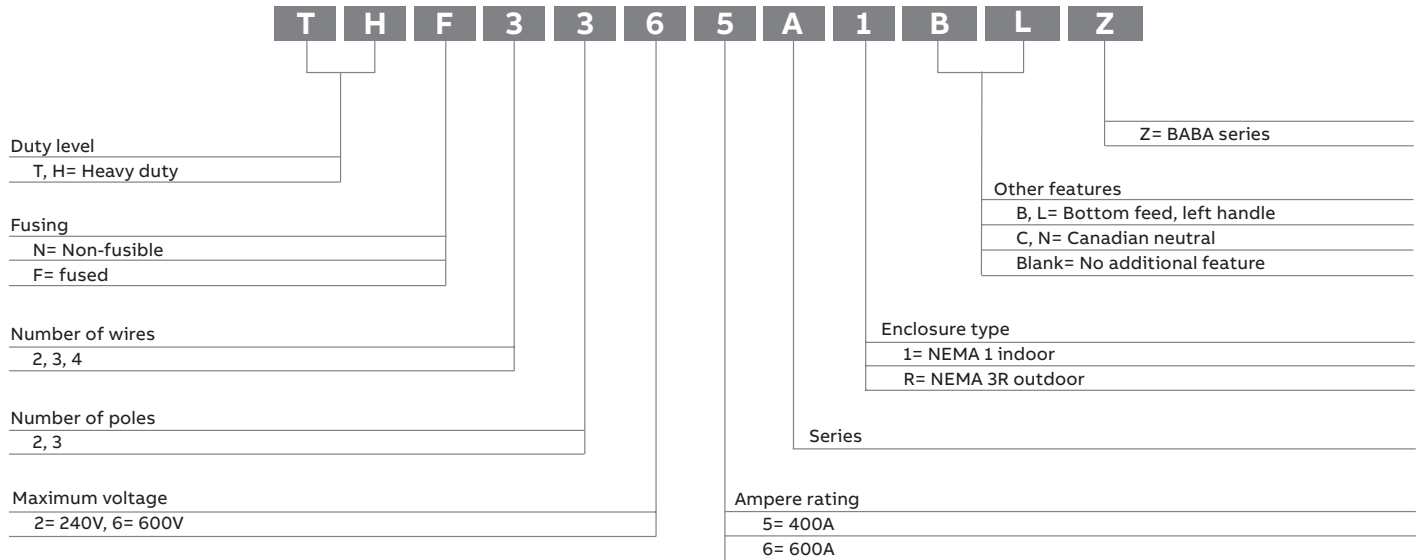 T H F 3 3 6 5 A 1 B L Z
Duty level
T, H= Heavy duty
Fusing
N= Non-fusible
F= fused
Number of wires
2, 3, 4
Number of poles
2, 3
Maximum voltage
2= 240V, 6= 600V
Z= BABA series
Other features
B, L= Bottom feed, left handle
C, N= Canadian neutral
Blank= No additional feature
Enclosure type
1= NEMA 1 indoor
R= NEMA 3R outdoor
Series
Ampere rating
5= 400A
6= 600A